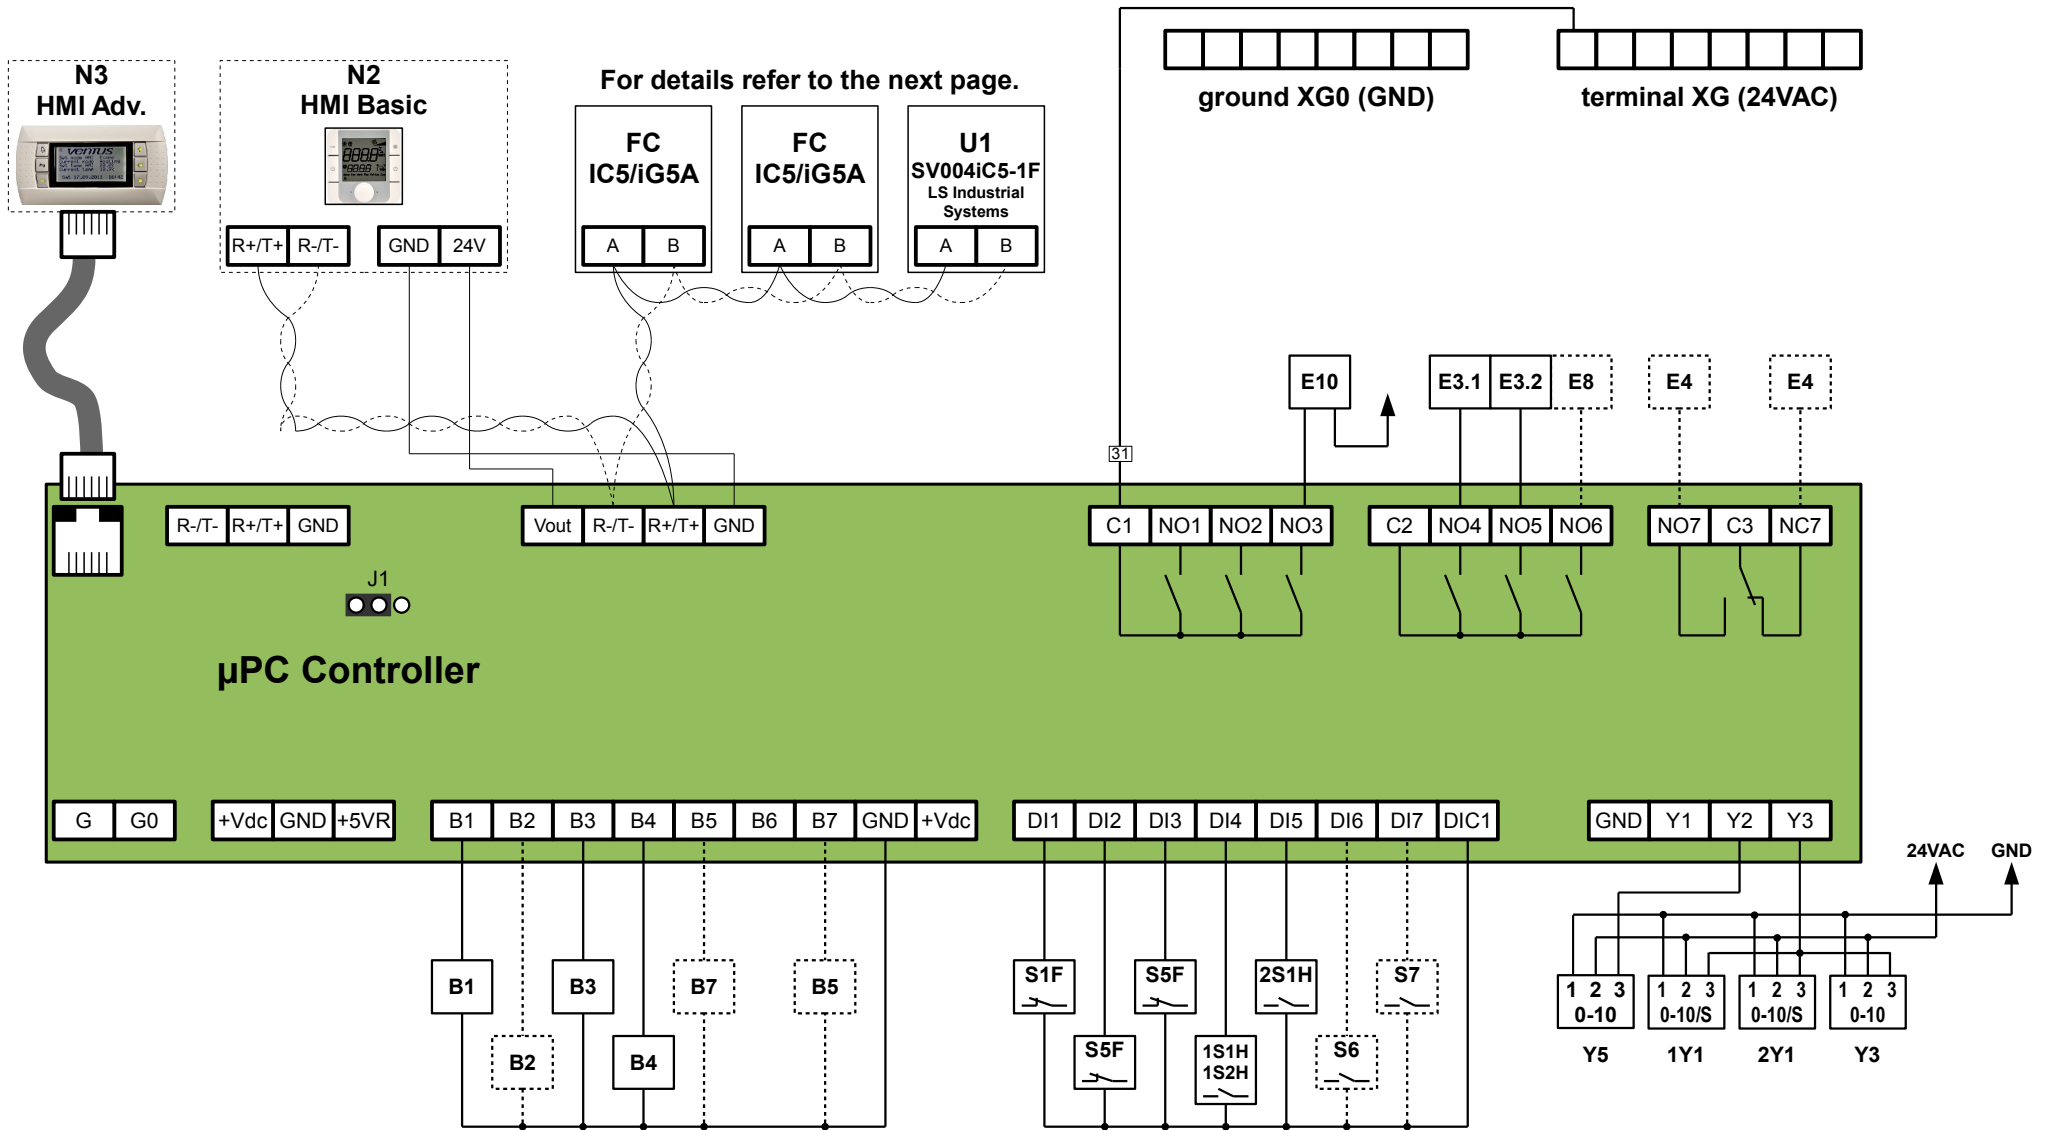 N3
HMI Adv.
VENTUS
N2
HMI Basic
R+/T+ R-/T- GND 24V
For details refer to the next page.
FC
IC5/iG5A
A B
FC
IC5/iG5A
A B
U1
SV004iC5-1F
LS Industrial
Systems
A B
ground XG0 (GND)
terminal XG (24VAC)
E10 E3.1 E3.2 E8 E4 E4
31
R-/T- R+/T+ GND
Vout R-/T- R+/T+ GND
C1 NO1 NO2 NO3
C2 NO4 NO5 NO6
NO7 C3 NC7
J1
µPC Controller
G G0
+Vdc GND +5VR
B1 B2 B3 B4 B5 B6 B7 GND +Vdc
DI1 DI2 DI3 DI4 DI5 DI6 DI7 DIC1
GND Y1 Y2 Y3
24VAC GND
B1 B3 B7 B5
B2 B4
S1F S5F 2S1H S7
S5F
1S1H
1S2H
S6
1 2 3
0-10
Y5
1 2 3
0-10/S
1Y1
1 2 3
0-10/S
2Y1
1 2 3
0-10
Y3